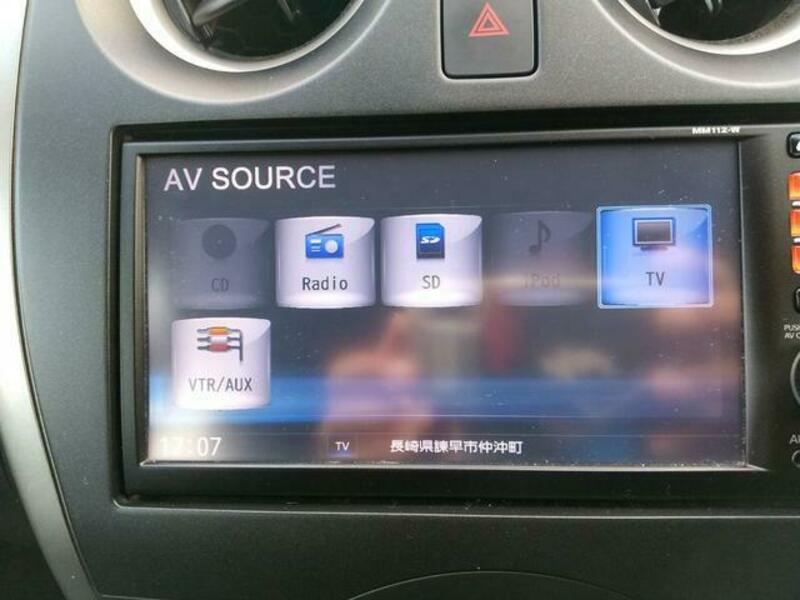 MM112-W
AV SOURCE
CD
Radio
SD
iPod
TV
VTR/AUX
17:07
TV
長崎県諫早市仲沖町
PUSH